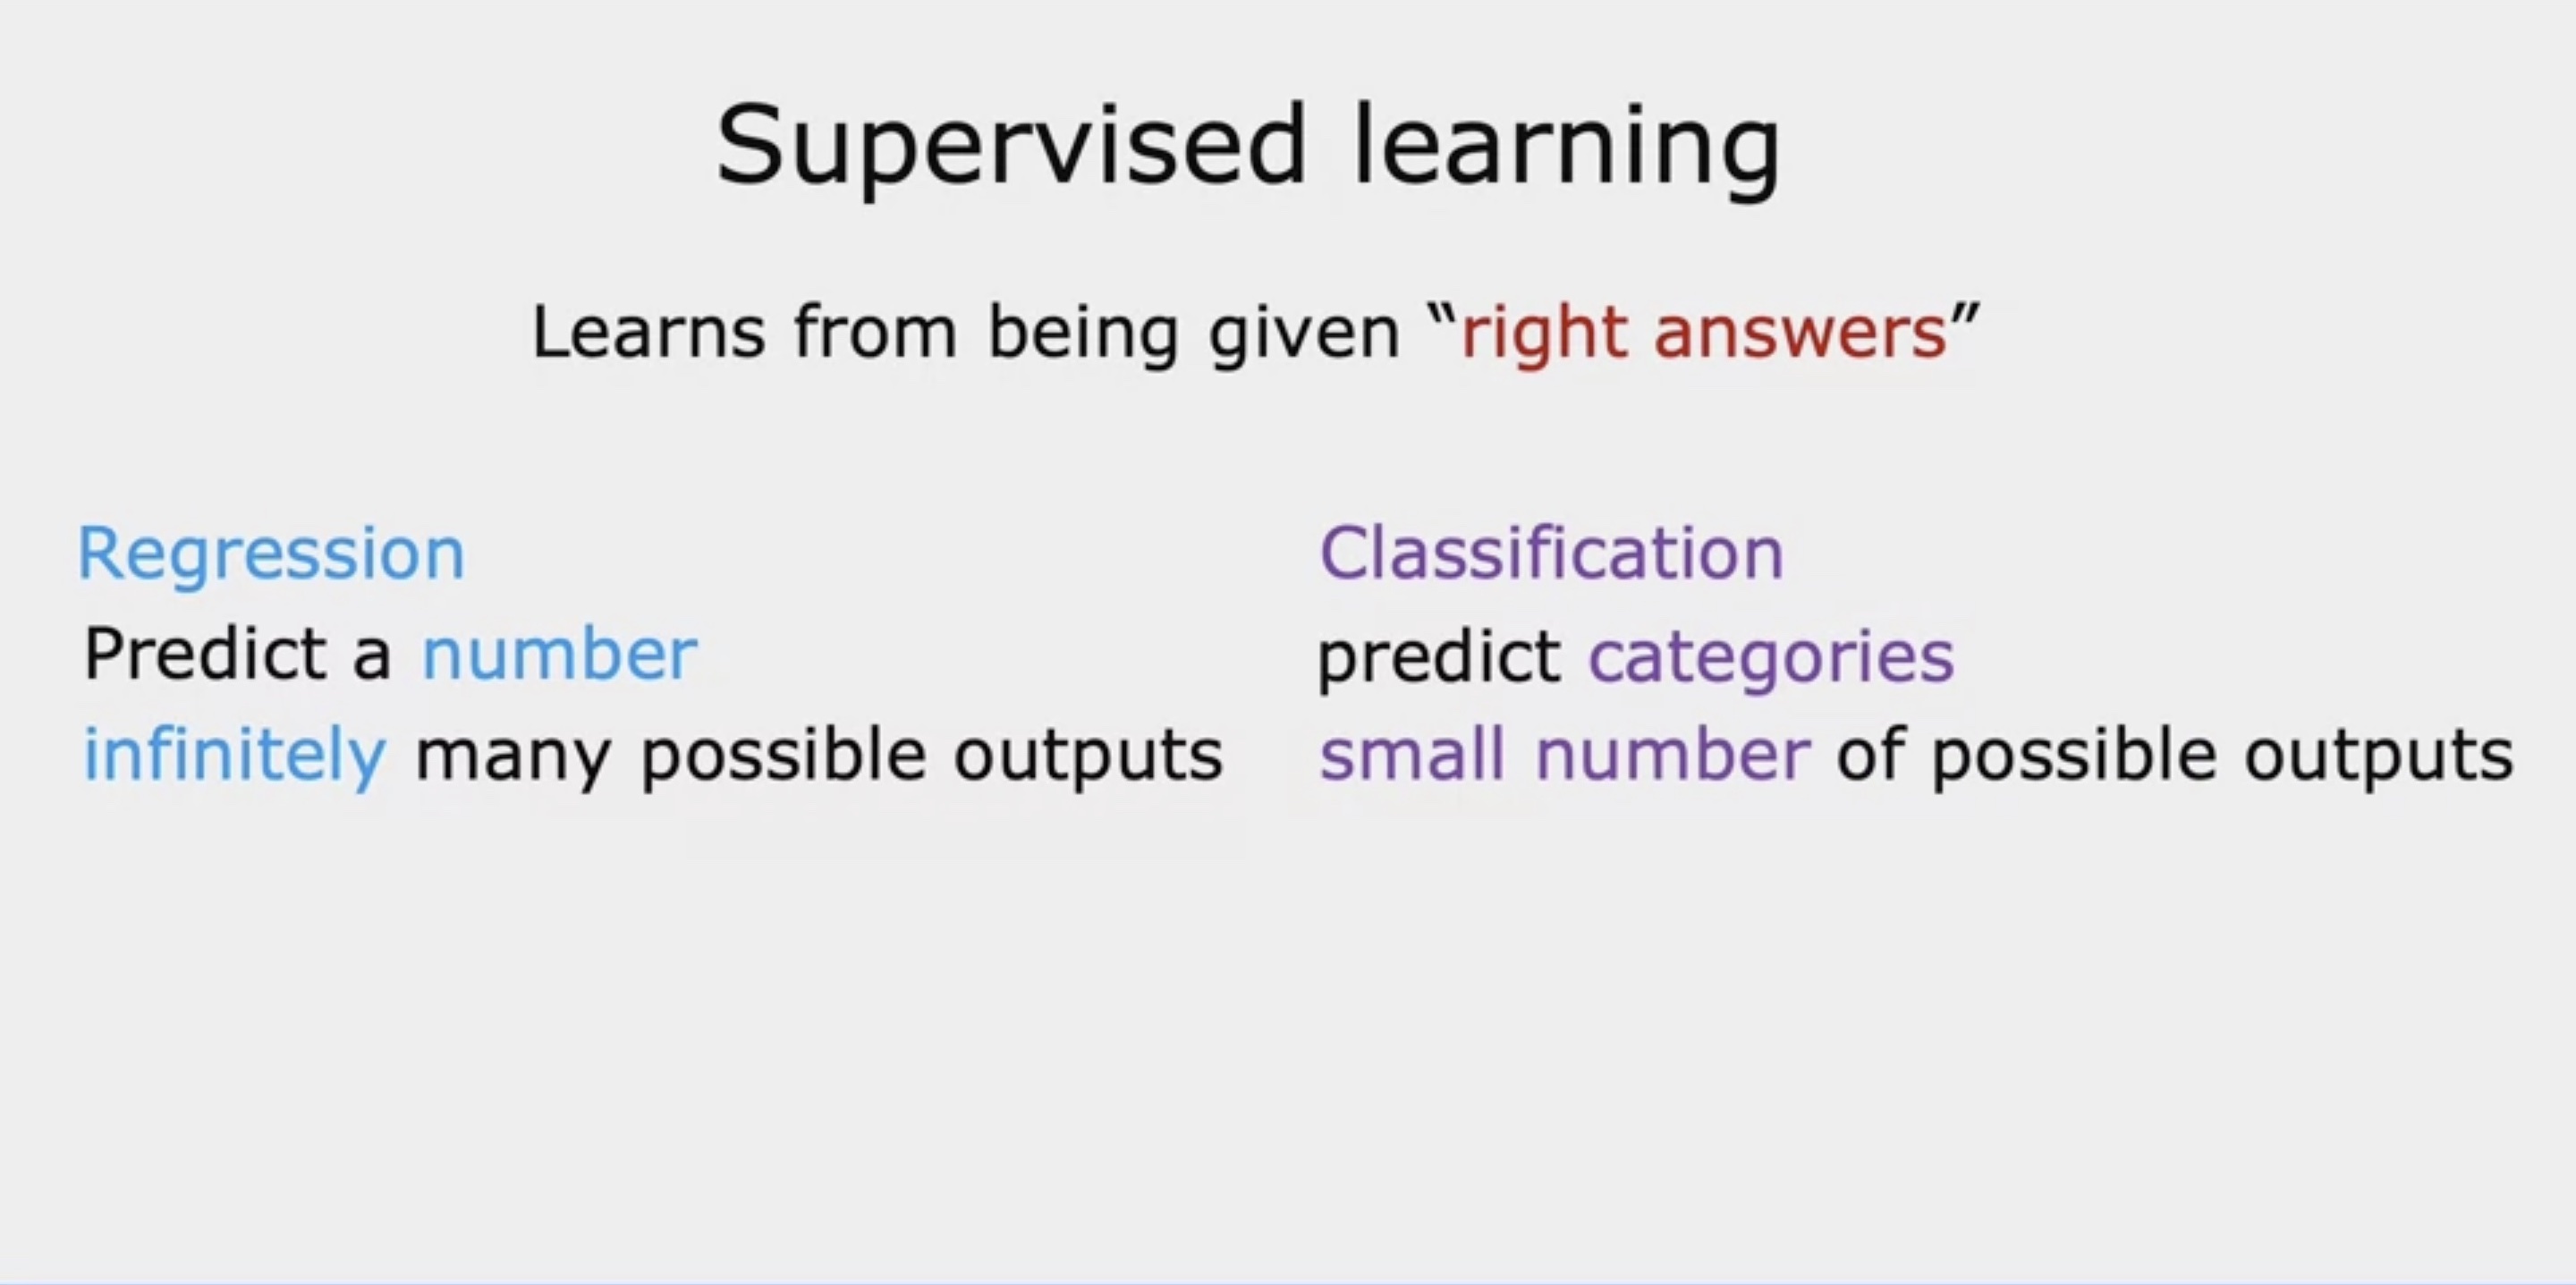 Supervised learning
Learns from being given “right answers”
Regression
Predict a number
infinitely many possible outputs
Classification
predict categories
small number of possible outputs